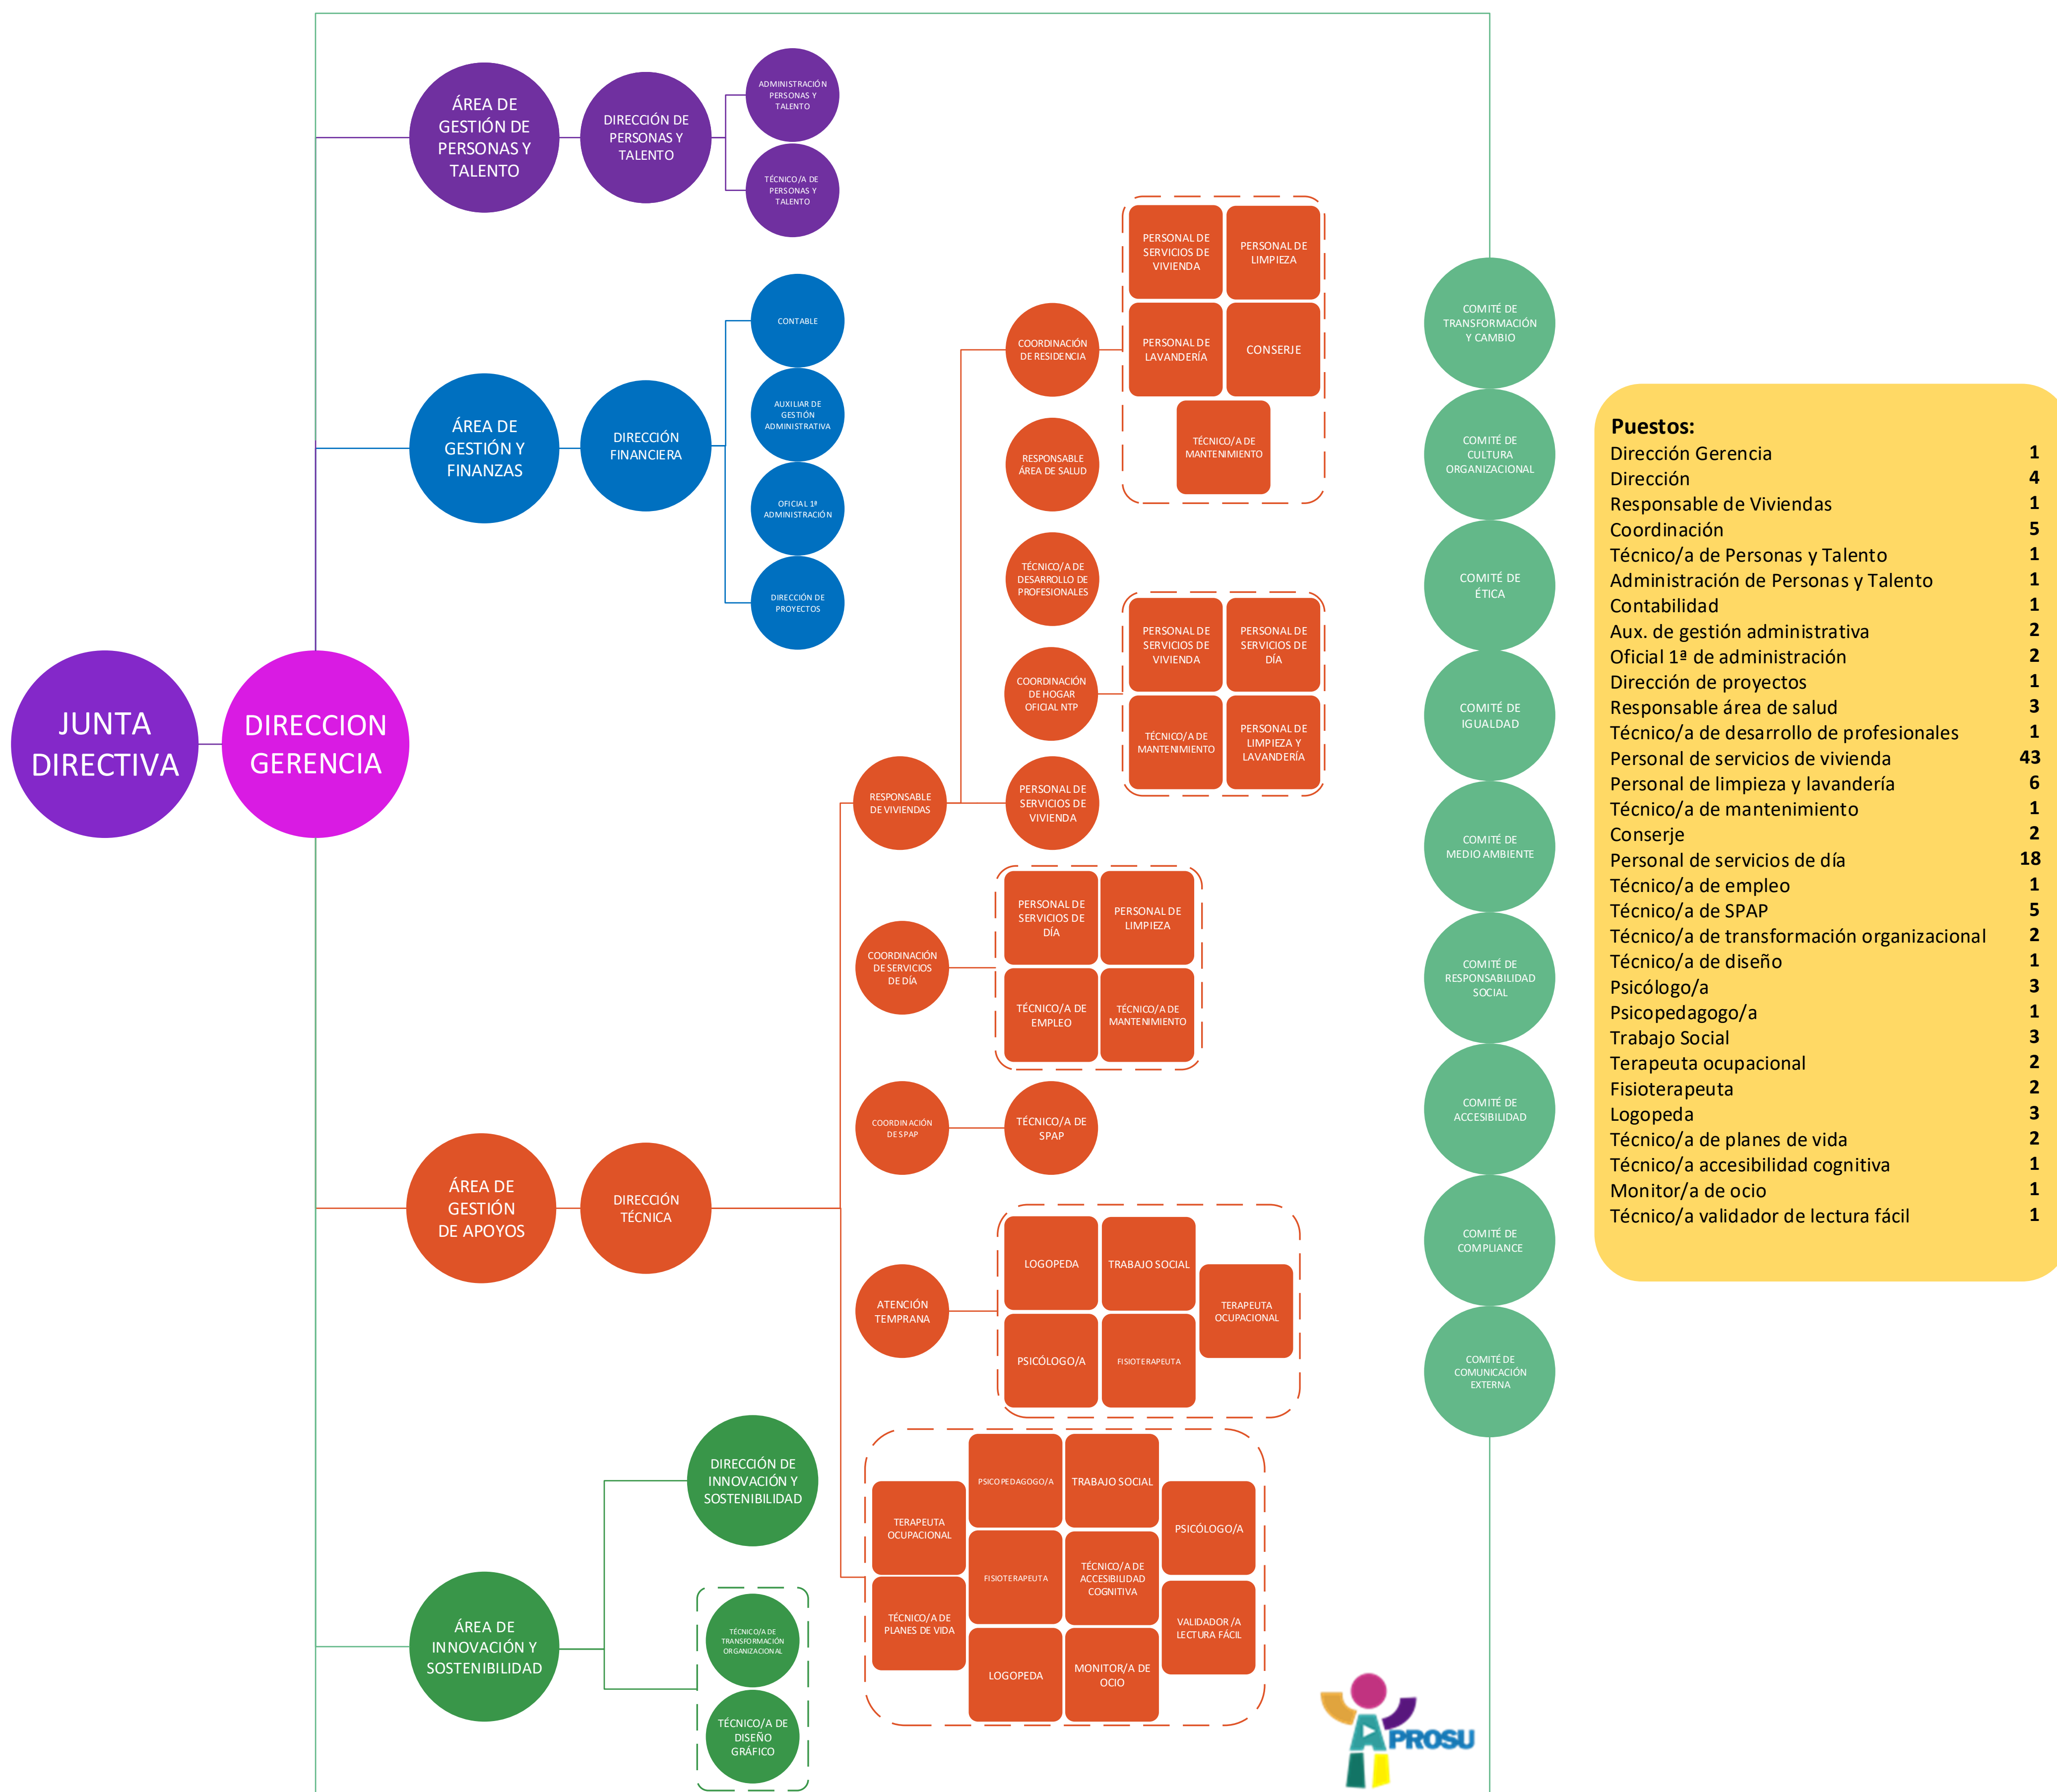 JUNTA
DIRECTIVA
DIRECCION
GERENCIA
ÁREA DE
GESTIÓN DE
PERSONAS Y
TALENTO
DIRECCIÓN DE
PERSONAS Y
TALENTO
ADMINISTRACIÓN
PERSONAS Y
TALENTO
TÉCNICO/A DE
PERSONAS Y
TALENTO
ÁREA DE
GESTIÓN Y
FINANZAS
DIRECCIÓN
FINANCIERA
CONTABLE
AUXILIAR DE
GESTIÓN
ADMINISTRATIVA
OFICIAL 1ª
ADMINISTRACIÓN
DIRECCIÓN DE
PROYECTOS
ÁREA DE
GESTIÓN
DE APOYOS
DIRECCIÓN
TÉCNICA
RESPONSABLE
DE VIVIENDAS
COORDINACIÓN
DE RESIDENCIA
PERSONAL DE
SERVICIOS DE
VIVIENDA
PERSONAL DE
LIMPIEZA
PERSONAL DE
LAVANDERÍA
CONSERJE
TÉCNICO/A DE
MANTENIMIENTO
RESPONSABLE
ÁREA DE SALUD
TÉCNICO/A DE
DESARROLLO DE
PROFESIONALES
COORDINACIÓN
DE HOGAR
OFICIAL NTP
PERSONAL DE
SERVICIOS DE
VIVIENDA
PERSONAL DE
SERVICIOS DE
DÍA
TÉCNICO/A DE
MANTENIMIENTO
PERSONAL DE
LIMPIEZA Y
LAVANDERÍA
PERSONAL DE
SERVICIOS DE
VIVIENDA
COORDINACIÓN
DE SERVICIOS
DE DÍA
PERSONAL DE
SERVICIOS DE
DÍA
PERSONAL DE
LIMPIEZA
TÉCNICO/A DE
EMPLEO
TÉCNICO/A DE
MANTENIMIENTO
COORDINACIÓN
DE SPAP
TÉCNICO/A DE
SPAP
ATENCIÓN
TEMPRANA
LOGOPEDA
TRABAJO SOCIAL
TERAPEUTA
OCUPACIONAL
PSICÓLOGO/A
FISIOTERAPEUTA
PSICOPEDAGOGO/A
TRABAJO SOCIAL
TERAPEUTA
OCUPACIONAL
PSICÓLOGO/A
FISIOTERAPEUTA
TÉCNICO/A DE
ACCESIBILIDAD
COGNITIVA
TÉCNICO/A DE
PLANES DE VIDA
VALIDADOR /A
LECTURA FÁCIL
LOGOPEDA
MONITOR/A DE
OCIO
ÁREA DE
INNOVACIÓN Y
SOSTENIBILIDAD
DIRECCIÓN DE
INNOVACIÓN Y
SOSTENIBILIDAD
TÉCNICO/A DE
TRANSFORMACIÓN
ORGANIZACIONAL
TÉCNICO/A DE
DISEÑO
GRÁFICO
COMITÉ DE
TRANSFORMACIÓN
Y CAMBIO
COMITÉ DE
CULTURA
ORGANIZACIONAL
COMITÉ DE
ÉTICA
COMITÉ DE
IGUALDAD
COMITÉ DE
MEDIO AMBIENTE
COMITÉ DE
RESPONSABILIDAD
SOCIAL
COMITÉ DE
ACCESIBILIDAD
COMITÉ DE
COMPLIANCE
COMITÉ DE
COMUNICACIÓN
EXTERNA
Puestos:
Dirección Gerencia 1
Dirección 4
Responsable de Viviendas 1
Coordinación 5
Técnico/a de Personas y Talento 1
Administración de Personas y Talento 1
Contabilidad 1
Aux. de gestión administrativa 2
Oficial 1ª de administración 2
Dirección de proyectos 1
Responsable área de salud 3
Técnico/a de desarrollo de profesionales 1
Personal de servicios de vivienda 43
Personal de limpieza y lavandería 6
Técnico/a de mantenimiento 1
Conserje 2
Personal de servicios de día 18
Técnico/a de empleo 1
Técnico/a de SPAP 5
Técnico/a de transformación organizacional 2
Técnico/a de diseño 1
Psicólogo/a 3
Psicopedagogo/a 1
Trabajo Social 3
Terapeuta ocupacional 2
Fisioterapeuta 2
Logopeda 3
Técnico/a de planes de vida 2
Técnico/a accesibilidad cognitiva 1
Monitor/a de ocio 1
Técnico/a validador de lectura fácil 1
APROSU